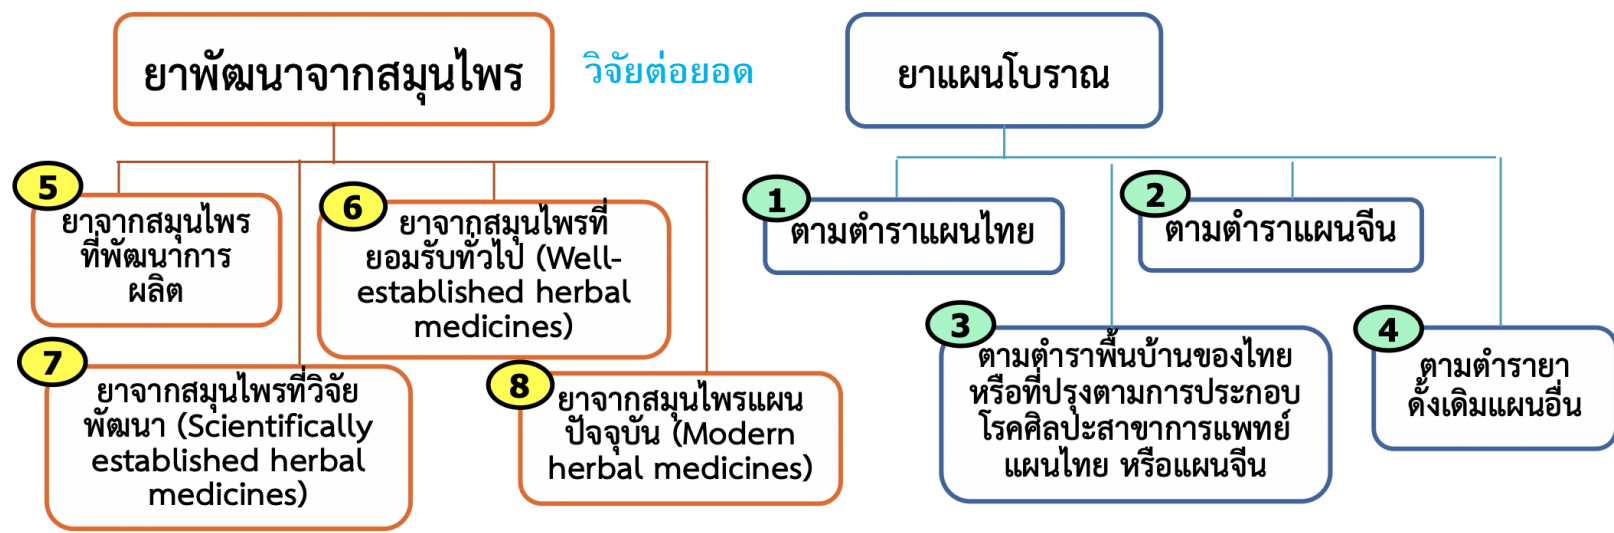 ยาพัฒนาจากสมุนไพร
วิจัยต่อยอด
ยาแผนโบราณ
5
ยาจากสมุนไพร
ที่พัฒนาการ
ผลิต
6
ยาจากสมุนไพรที่
ยอมรับทั่วไป (Well-
established herbal
medicines)
7
ยาจากสมุนไพรที่วิจัย
พัฒนา (Scientifically
established herbal
medicines)
8
ยาจากสมุนไพรแผน
ปัจจุบัน (Modern
herbal medicines)
1
ตามตำราแผนไทย
2
ตามตำราแผนจีน
3
ตามตำราพื้นบ้านของไทย
หรือที่ปรุงตามการประกอบ
โรคศิลปะสาขาการแพทย์
แผนไทย หรือแผนจีน
4
ตามตำรายา
ดั้งเดิมแผนอื่น